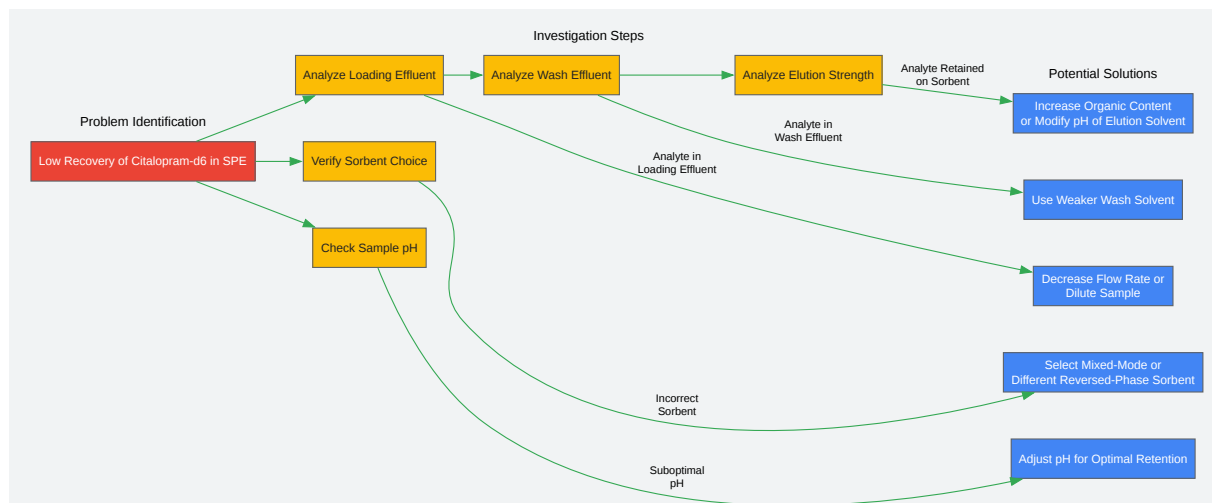 Investigation Steps
Problem Identification
Potential Solutions
Low Recovery of Citalopram-d6 in SPE
Analyze Loading Effluent
Analyze Wash Effluent
Analyze Elution Strength
Verify Sorbent Choice
Check Sample pH
Analyte Retained
on Sorbent
Analyte in
Wash Effluent
Analyte in
Loading Effluent
Incorrect
Sorbent
Suboptimal
pH
Increase Organic Content
or Modify pH of Elution Solvent
Use Weaker Wash Solvent
Decrease Flow Rate or
Dilute Sample
Select Mixed-Mode or
Different Reversed-Phase Sorbent
Adjust pH for Optimal Retention